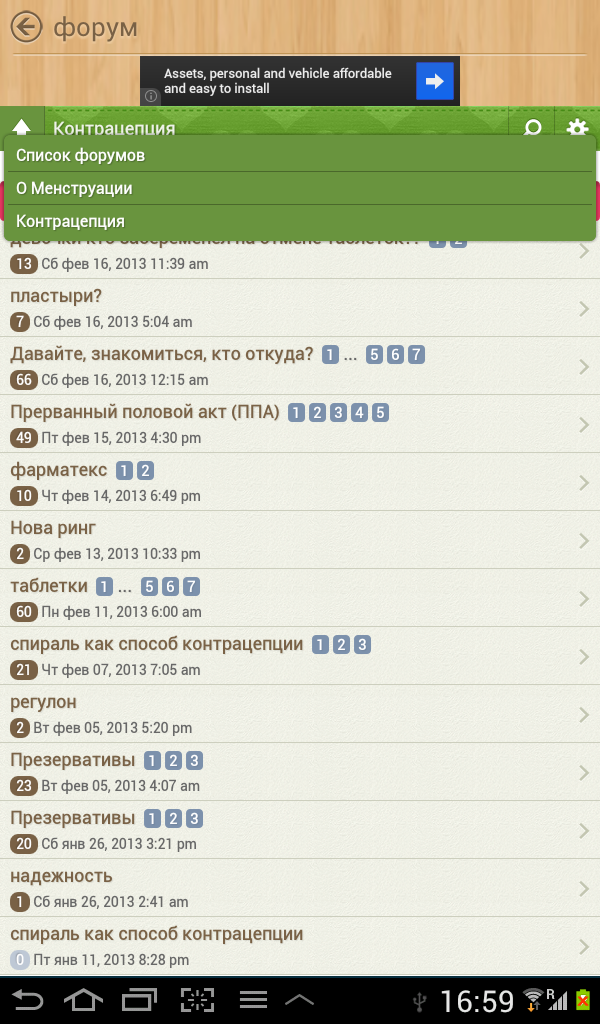 форум
Assets, personal and vehicle affordable
and easy to install
Контрацепция
Список форумов
О Менструации
Контрацепция
девочки кто забеременел на отмене таблеток?? 1 2
13 Сб фев 16, 2013 11:39 am
пластыри?
7 Сб фев 16, 2013 5:04 am
Давайте, знакомиться, кто откуда? 1 ... 5 6 7
66 Сб фев 16, 2013 12:15 am
Прерванный половой акт (ППА) 1 2 3 4 5
49 Пт фев 15, 2013 4:30 pm
фарматекс 1 2
10 Чт фев 14, 2013 6:49 pm
Нова ринг
2 Ср фев 13, 2013 10:33 pm
таблетки 1 ... 5 6 7
60 Пн фев 11, 2013 6:00 am
спираль как способ контрацепции 1 2 3
21 Чт фев 07, 2013 7:05 am
регулон
2 Вт фев 05, 2013 5:20 pm
Презервативы 1 2 3
23 Вт фев 05, 2013 4:07 am
Презервативы 1 2 3
20 Сб янв 26, 2013 3:21 pm
надежность
1 Сб янв 26, 2013 2:41 am
спираль как способ контрацепции
0 Пт янв 11, 2013 8:28 pm
16:59 R